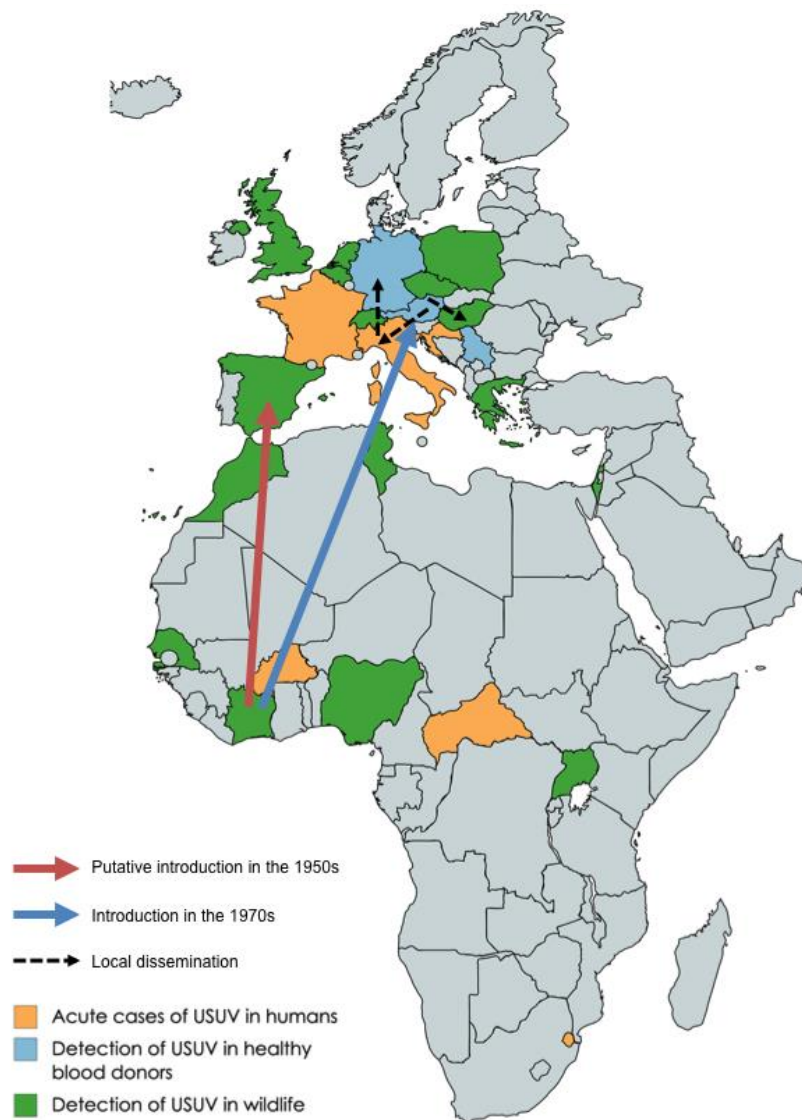 Putative introduction in the 1950s
Introduction in the 1970s
Local dissemination
Acute cases of USUV in humans
Detection of USUV in healthy
blood donors
Detection of USUV in wildlife